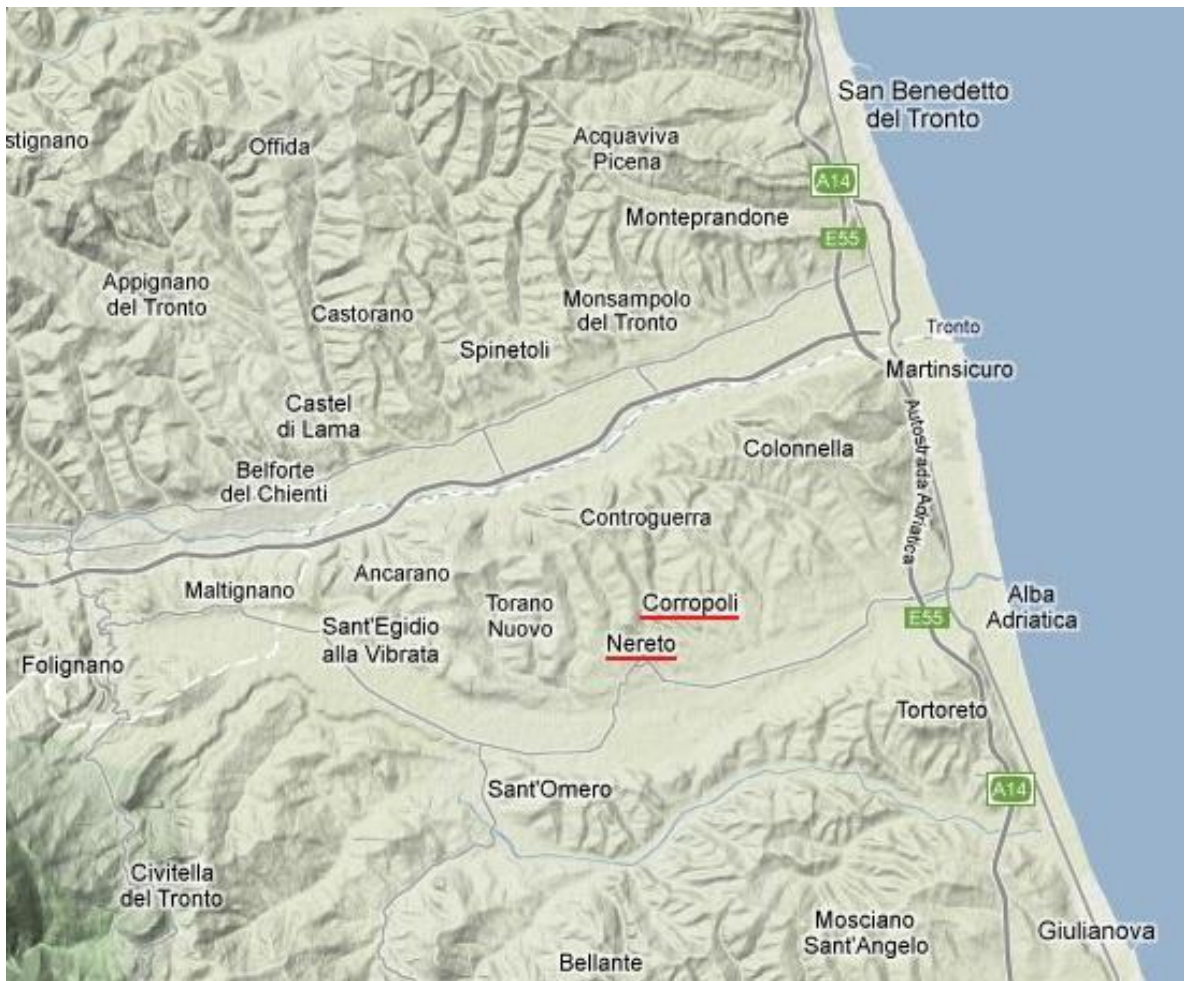 San Benedetto
del Tronto
stignano
Offida
Acquaviva
Picena
A14
Monteprandone
E55
Appignano
del Tronto
Castorano
Monsampolo
del Tronto
Spinetoli
Tronto
Martinsicuro
Castel
di Lama
Autostrada Adriatica
Colonnella
Belforte
del Chienti
Controguerra
Maltignano
Ancarano
Torano
Nuovo
Corropoli
Alba
Adriatica
E55
Sant'Egidio
alla Vibrata
Nereto
Folignano
Tortoreto
Sant'Omero
A14
Civitella
del Tronto
Mosciano
Sant'Angelo
Giulianova
Bellante